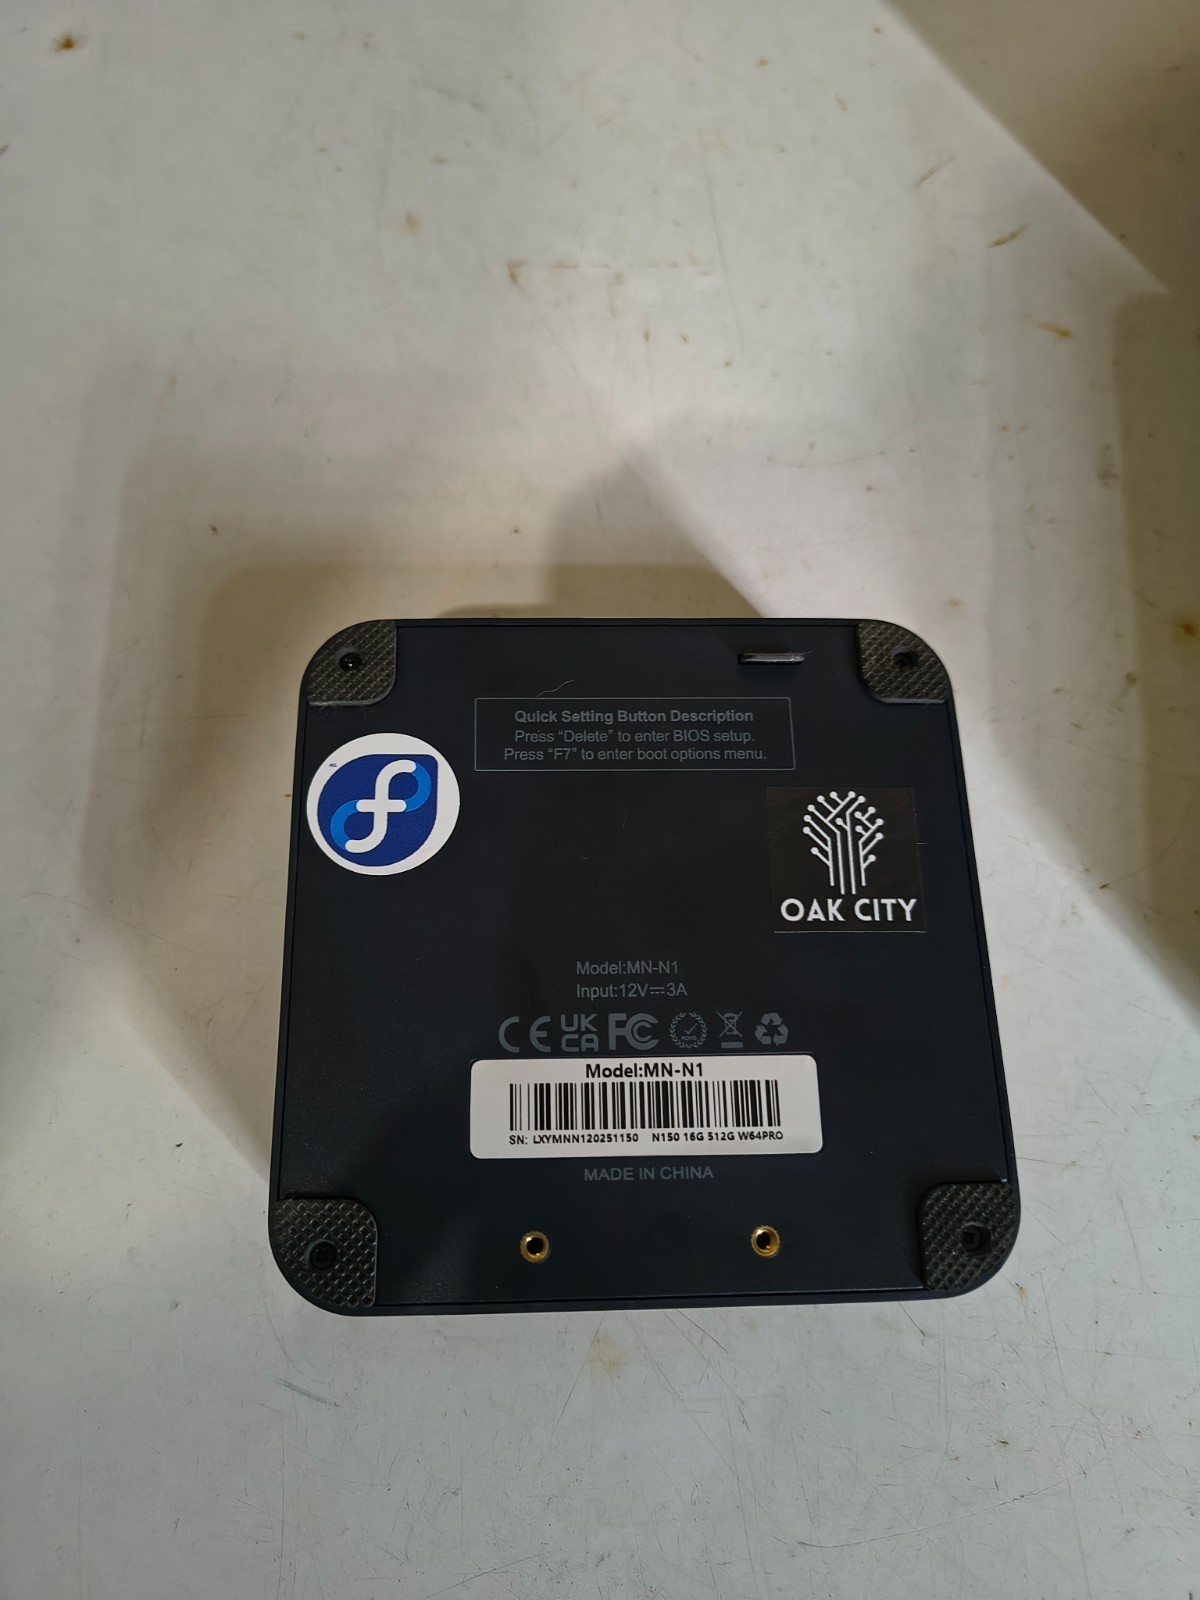 Quick Setting Button Description
Press “Delete” to enter BIOS setup.
Press “F7” to enter boot options menu.
OAK CITY
Model:MN-N1
Input:12V⎓3A
CE UK CA FC
Model:MN-N1
SN: LXYMNN120251150 N150 16G 512G W64PRO
MADE IN CHINA